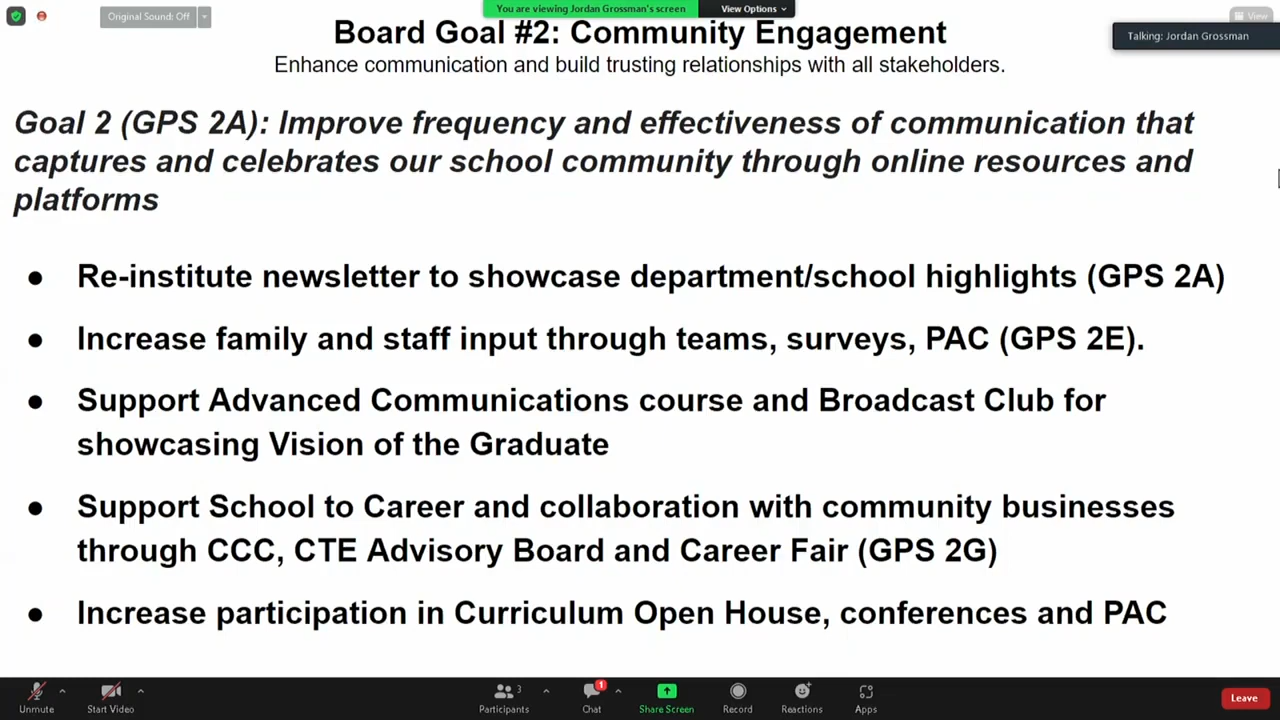 Original Sound: Off
You are viewing Jordan Grossman's screen
View Options
View
Talking: Jordan Grossman
Board Goal #2: Community Engagement
Enhance communication and build trusting relationships with all stakeholders.
Goal 2 (GPS 2A): Improve frequency and effectiveness of communication that
captures and celebrates our school community through online resources and
platforms
● Re-institute newsletter to showcase department/school highlights (GPS 2A)
● Increase family and staff input through teams, surveys, PAC (GPS 2E).
● Support Advanced Communications course and Broadcast Club for
showcasing Vision of the Graduate
● Support School to Career and collaboration with community businesses
through CCC, CTE Advisory Board and Career Fair (GPS 2G)
● Increase participation in Curriculum Open House, conferences and PAC
Unmute
Start Video
3
Participants
1
Chat
Share Screen
Record
Reactions
Apps
Leave